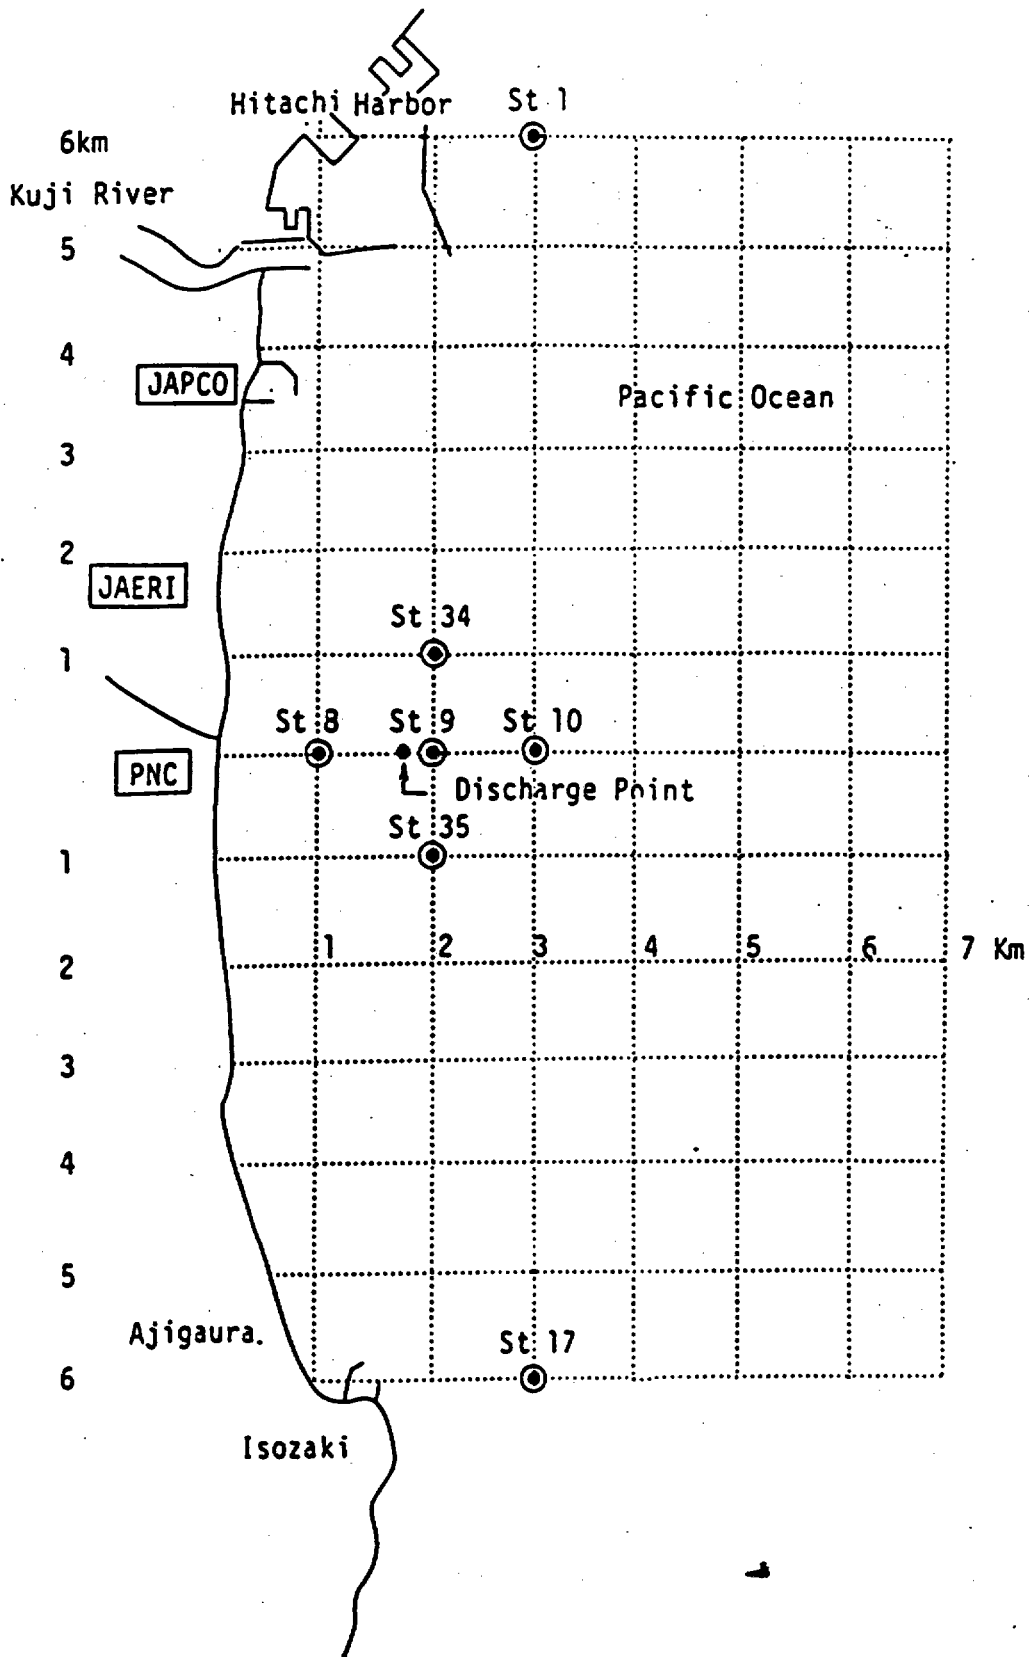 Hitachi Harbor St 1
6km
Kuji River
5
4
JAPCO
Pacific Ocean
3
2
JAERI
St 34
1
St 8 St 9 St 10
PNC
Discharge Point
St 35
1
1 2 3 4 5 6 7 Km
2
3
4
5
Ajigaura.
St 17
6
Isozaki